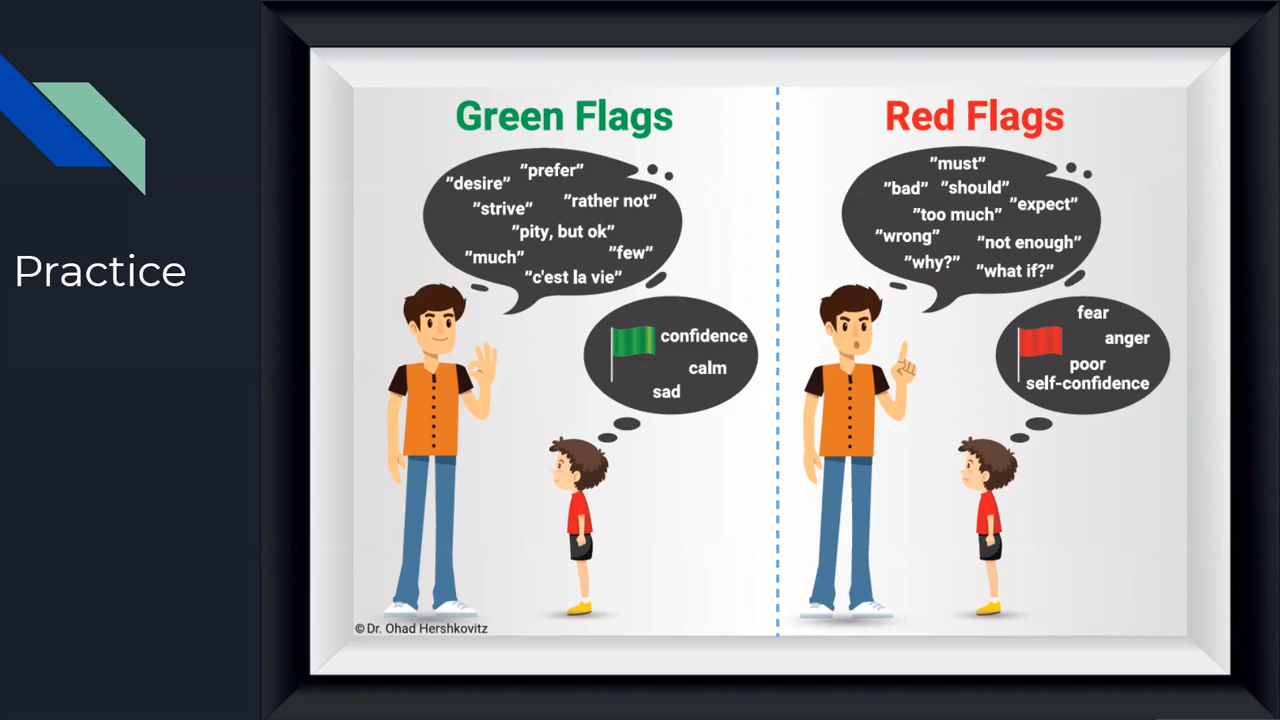 Practice
Green Flags
"prefer"
"desire"
"rather not"
"strive"
"pity, but ok"
"few"
"much"
"c'est la vie"
confidence
calm
sad
© Dr. Ohad Hershkovitz
Red Flags
"must"
"bad" "should"
"expect"
"too much"
"wrong"
"not enough"
"why?"
"what if?"
fear
anger
poor
self-confidence